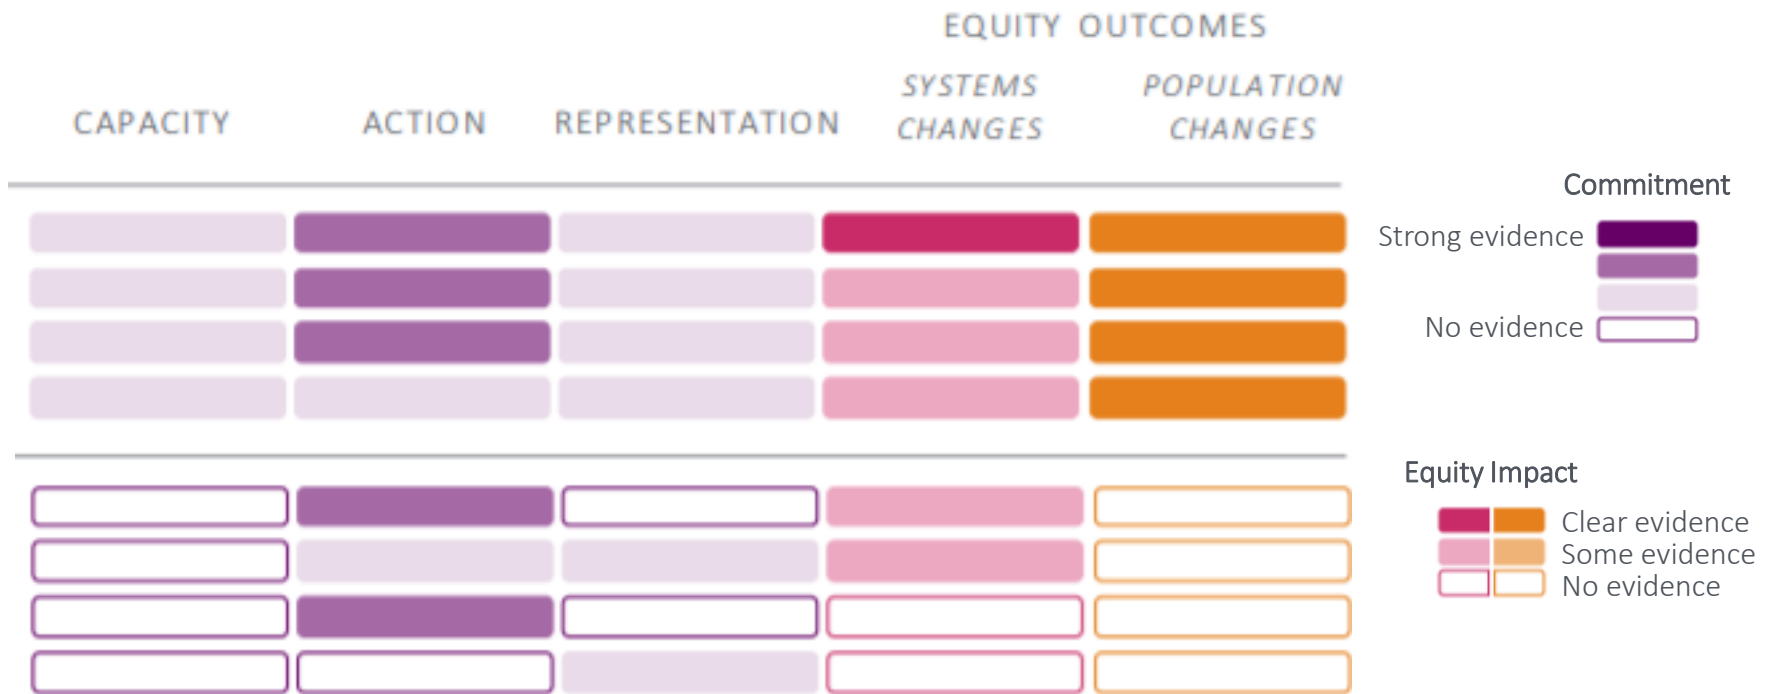 EQUITY OUTCOMES
SYSTEMS CHANGES
POPULATION CHANGES
CAPACITY
ACTION
REPRESENTATION
Commitment
Strong evidence
No evidence
Equity Impact
Clear evidence
Some evidence
No evidence